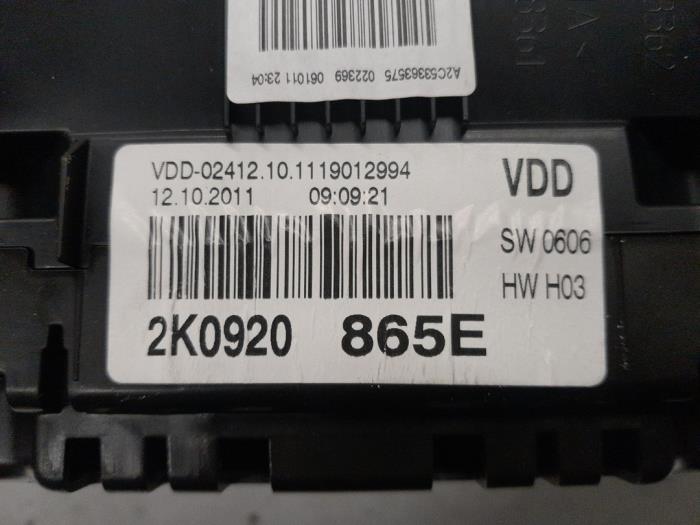 A2C53363575 022369 061011 23:04
VDD-02412.10.1119012994
12.10.2011 09:09:21
VDD
SW 0606
HW H03
2K0920 865E